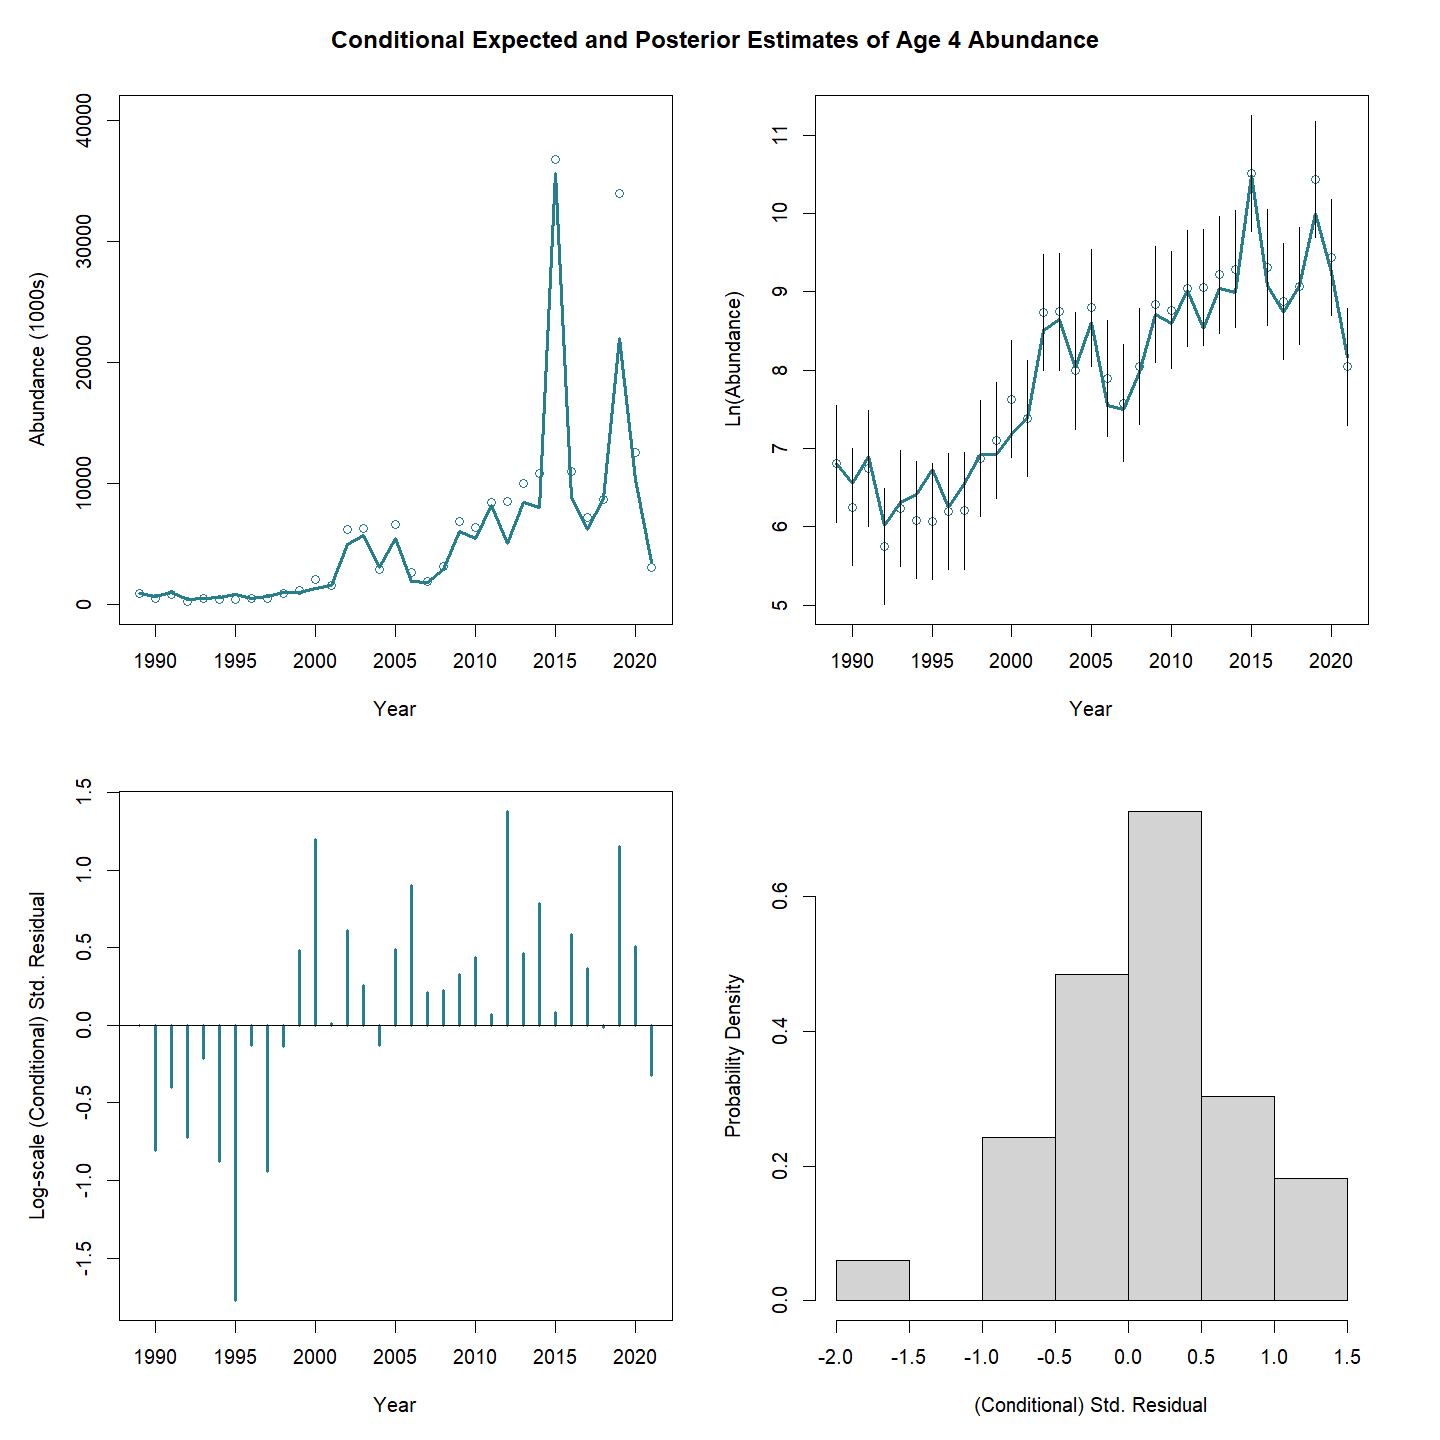 Conditional Expected and Posterior Estimates of Age 4 Abundance
Abundance (1000s)
40000
30000
20000
10000
0
1990 1995 2000 2005 2010 2015 2020
Year
Ln(Abundance)
11
10
9
8
7
6
5
1990 1995 2000 2005 2010 2015 2020
Year
Log-scale (Conditional) Std. Residual
1.5
1.0
0.5
0.0
-0.5
-1.0
-1.5
1990 1995 2000 2005 2010 2015 2020
Year
Probability Density
0.6
0.4
0.2
0.0
-2.0 -1.5 -1.0 -0.5 0.0 0.5 1.0 1.5
(Conditional) Std. Residual